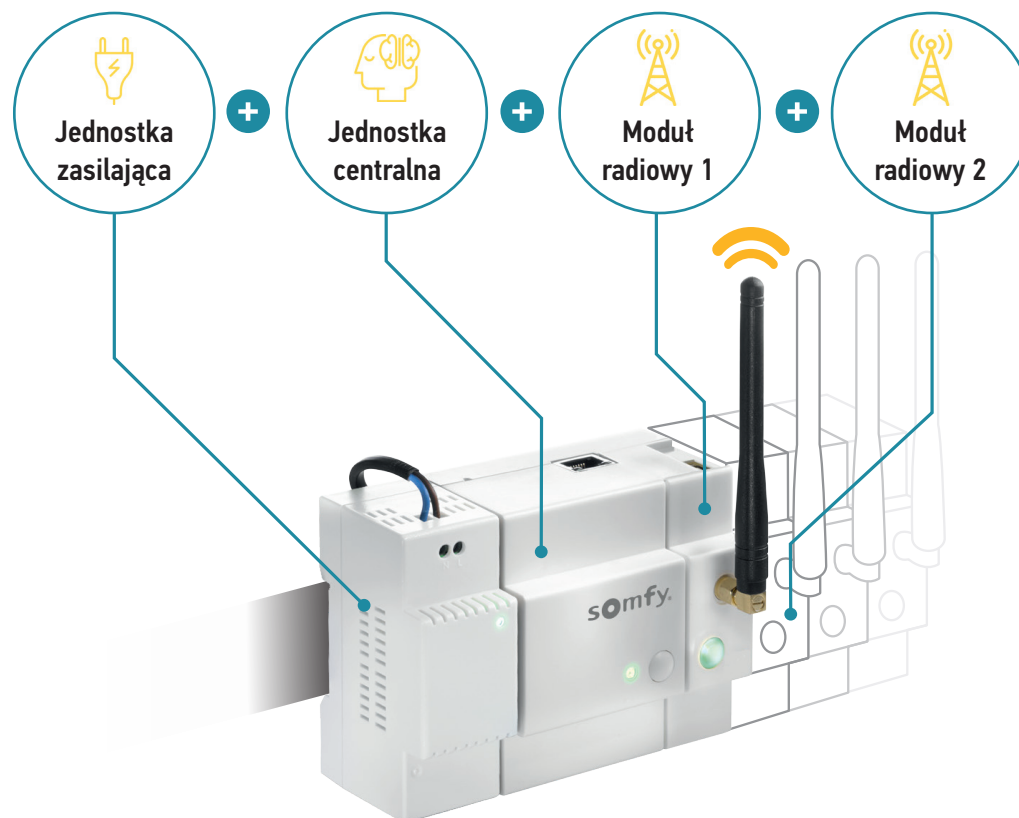 Jednostka
zasilająca
Jednostka
centralna
Moduł
radiowy 1
Moduł
radiowy 2
somfy.